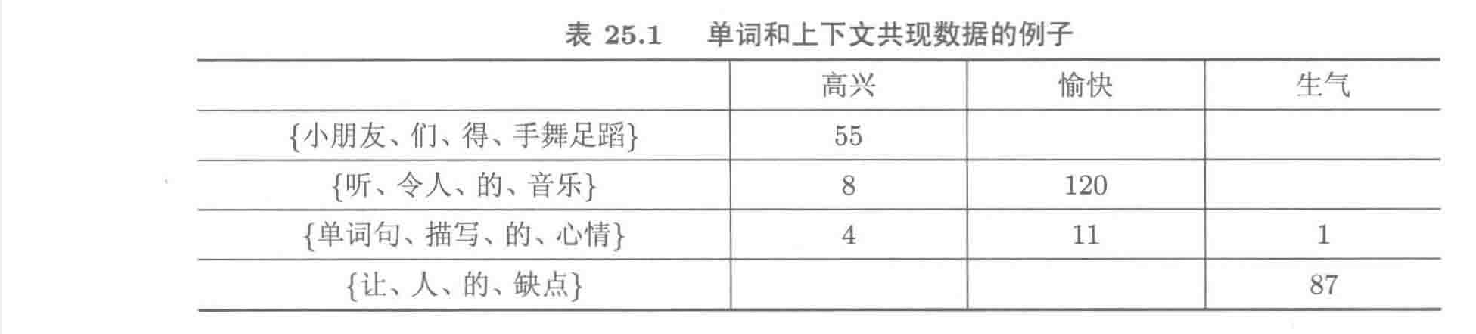 表 25.1 单词和上下文共现数据的例子
高兴 愉快 生气
{小朋友、们、得、手舞足蹈} 55
{听、令人、的、音乐} 8 120
{单词句、描写、的、心情} 4 11 1
{让、人、的、缺点} 87